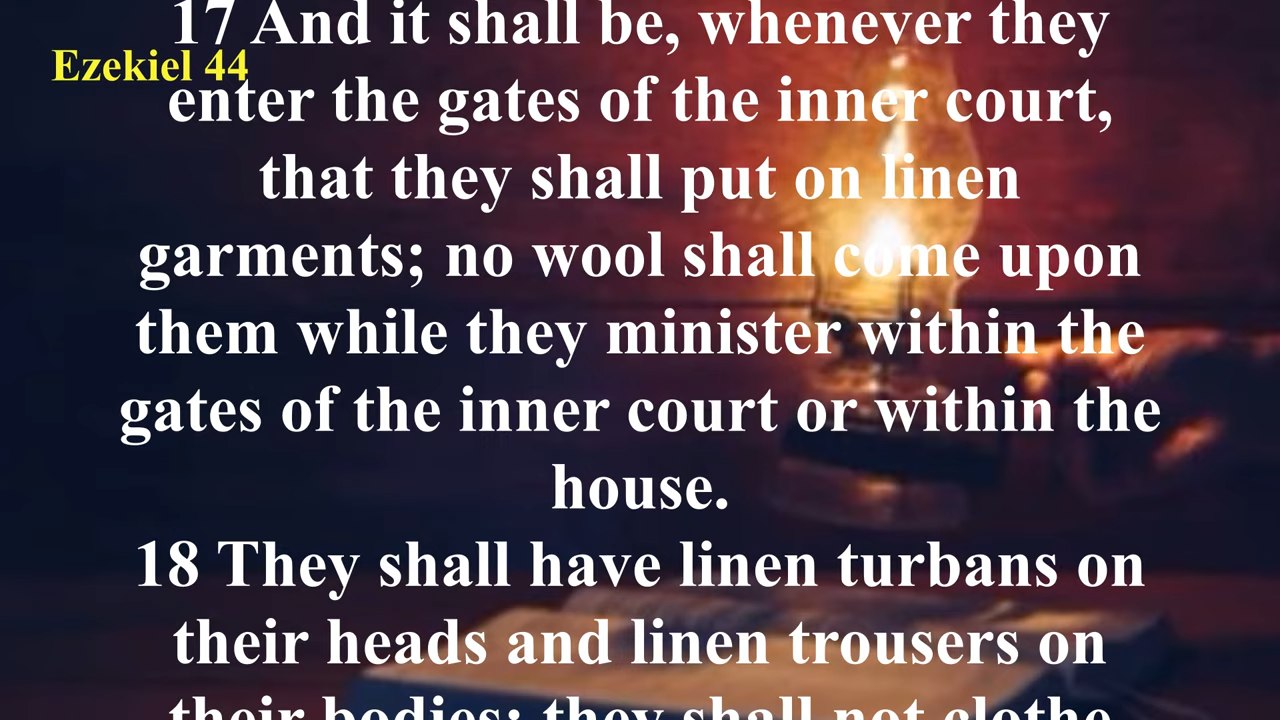 Ezekiel 44
17 And it shall be, whenever they
enter the gates of the inner court,
that they shall put on linen
garments; no wool shall come upon
them while they minister within the
gates of the inner court or within the
house.
18 They shall have linen turbans on
their heads and linen trousers on
their bodies; they shall not clothe